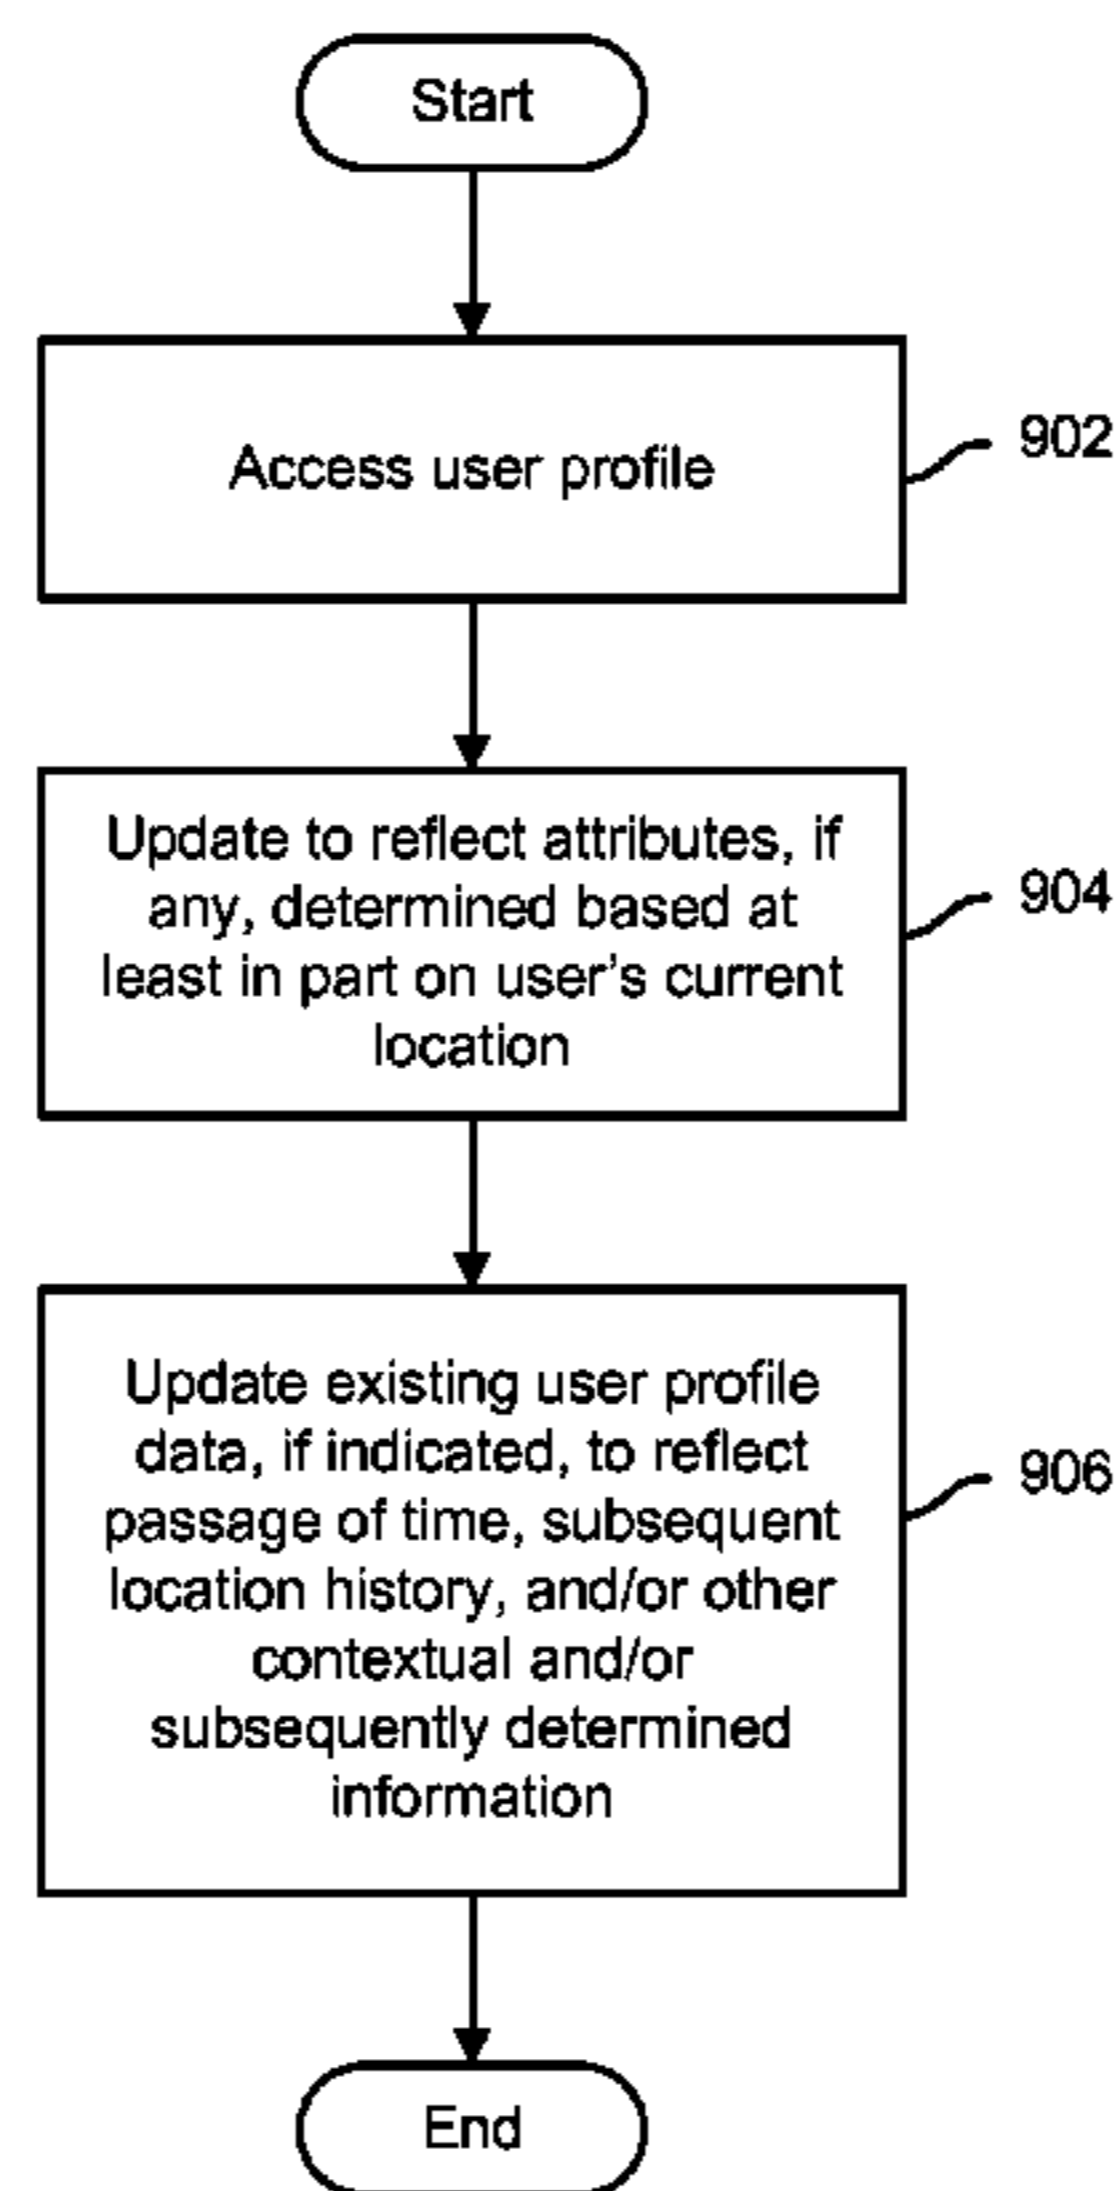 Start
Access user profile
902
Update to reflect attributes, if
any, determined based at
least in part on user's current
location
904
Update existing user profile
data, if indicated, to reflect
passage of time, subsequent
location history, and/or other
contextual and/or
subsequently determined
information
906
End